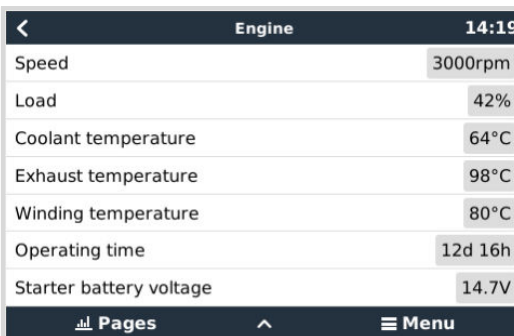 Engine 14:19
Speed 3000rpm
Load 42%
Coolant temperature 64°C
Exhaust temperature 98°C
Winding temperature 80°C
Operating time 12d 16h
Starter battery voltage 14.7V
Pages Menu